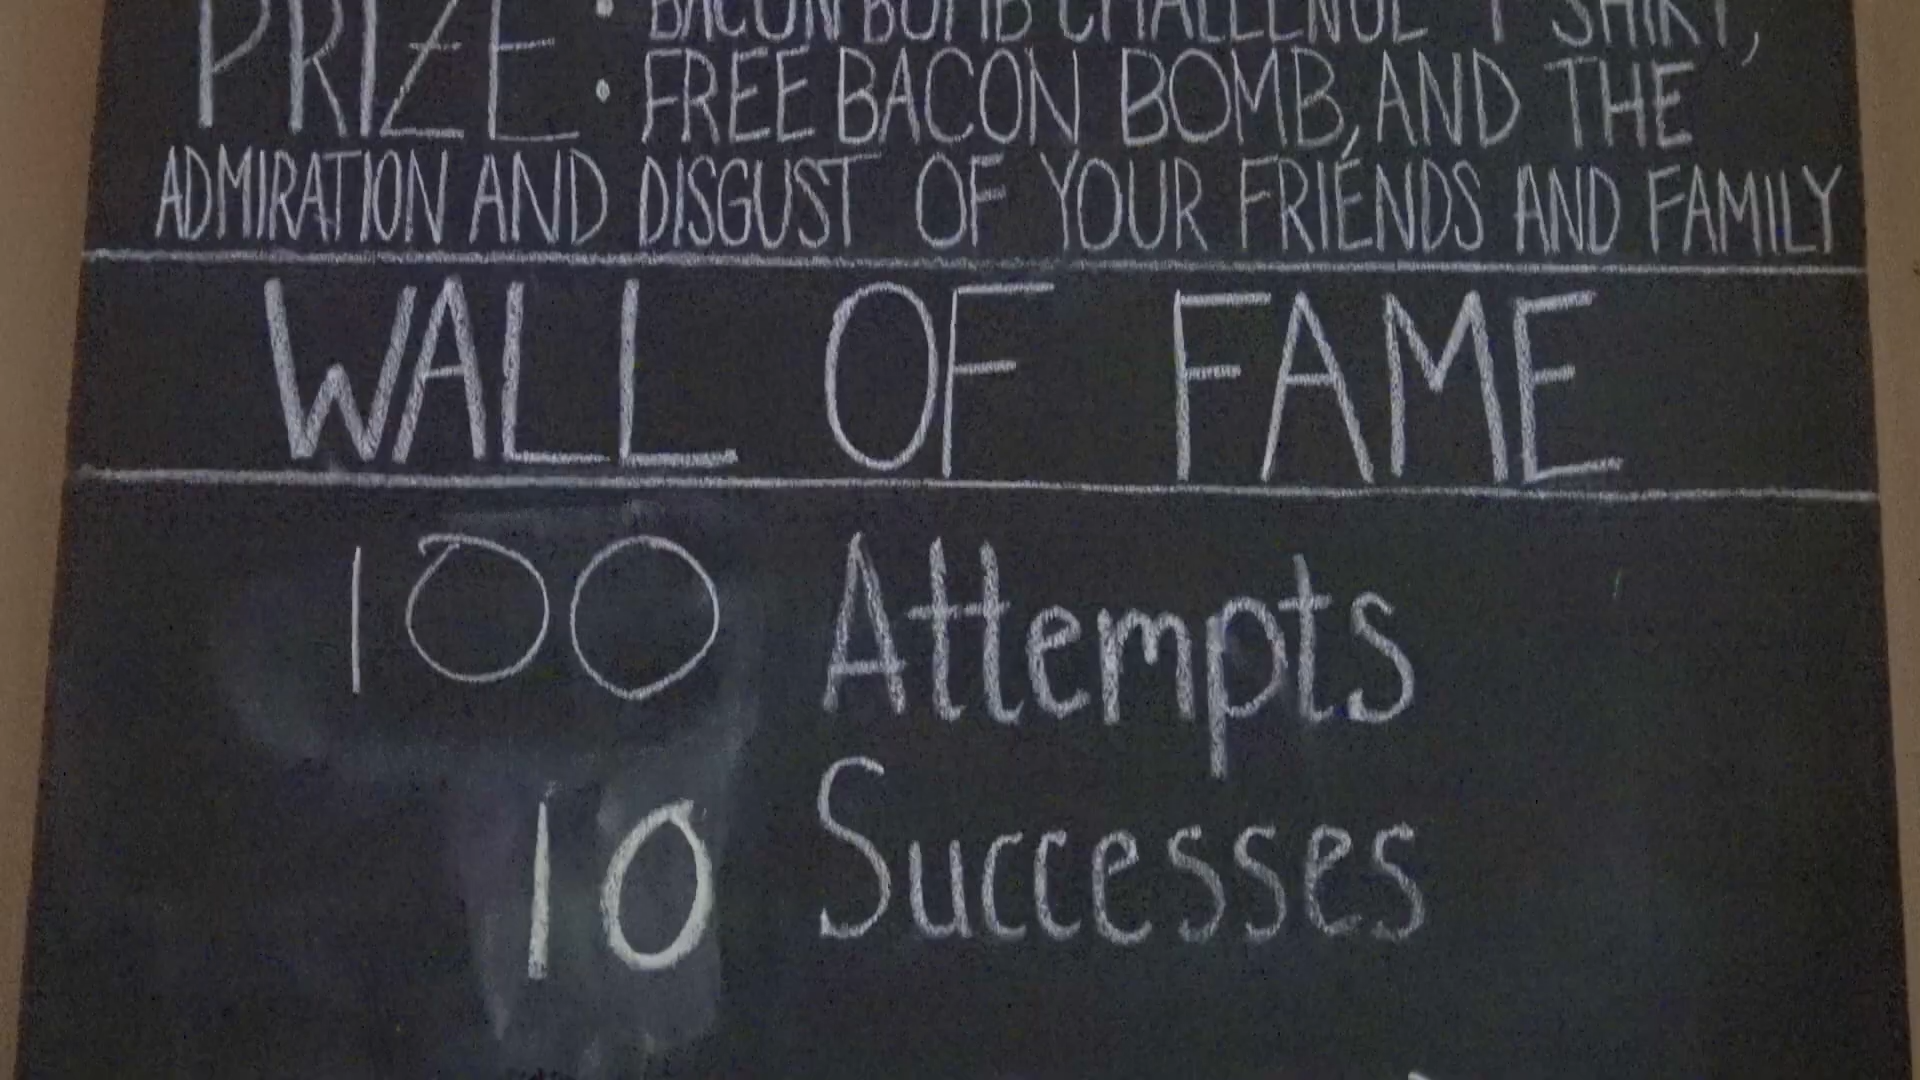 PRIZE : BACON BOMB CHALLENGE T-SHIRT,
FREE BACON BOMB, AND THE
ADMIRATION AND DISGUST OF YOUR FRIENDS AND FAMILY
WALL OF FAME
100 Attempts
10 Successes